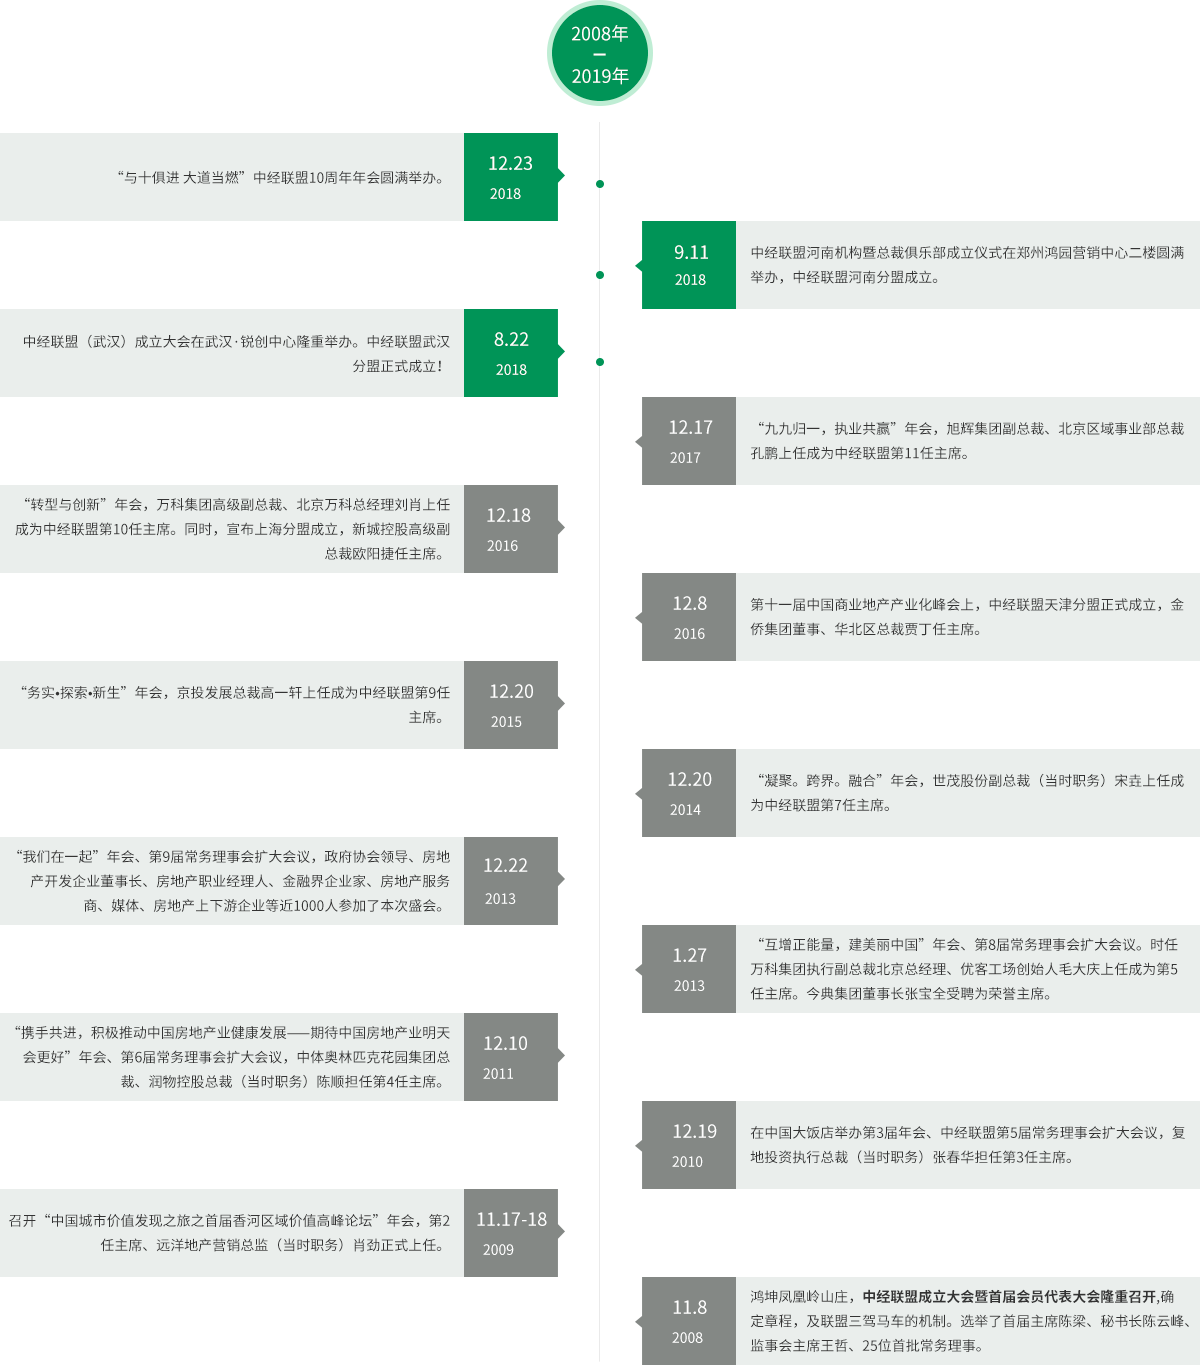 2008年
–
2019年
“与十俱进 大道当燃”中经联盟10周年年会圆满举办。
12.23
2018
9.11
2018
中经联盟河南机构暨总裁俱乐部成立仪式在郑州鸿园营销中心二楼圆满
举办，中经联盟河南分盟成立。
中经联盟（武汉）成立大会在武汉·锐创中心隆重举办。中经联盟武汉
分盟正式成立！
8.22
2018
12.17
2017
“九九归一，执业共赢”年会，旭辉集团副总裁、北京区域事业部总裁
孔鹏上任成为中经联盟第11任主席。
“转型与创新”年会，万科集团高级副总裁、北京万科总经理刘肖上任
成为中经联盟第10任主席。同时，宣布上海分盟成立，新城控股高级副
总裁欧阳捷任主席。
12.18
2016
12.8
2016
第十一届中国商业地产产业化峰会上，中经联盟天津分盟正式成立，金
侨集团董事、华北区总裁贾丁任主席。
“务实•探索•新生”年会，京投发展总裁高一轩上任成为中经联盟第9任
主席。
12.20
2015
12.20
2014
“凝聚。跨界。融合”年会，世茂股份副总裁（当时职务）宋垚上任成
为中经联盟第7任主席。
“我们在一起”年会、第9届常务理事会扩大会议，政府协会领导、房地
产开发企业董事长、房地产职业经理人、金融界企业家、房地产服务
商、媒体、房地产上下游企业等近1000人参加了本次盛会。
12.22
2013
1.27
2013
“互增正能量，建美丽中国”年会、第8届常务理事会扩大会议。时任
万科集团执行副总裁北京总经理、优客工场创始人毛大庆上任成为第5
任主席。今典集团董事长张宝全受聘为荣誉主席。
“携手共进，积极推动中国房地产业健康发展——期待中国房地产业明天
会更好”年会、第6届常务理事会扩大会议，中体奥林匹克花园集团总
裁、润物控股总裁（当时职务）陈顺担任第4任主席。
12.10
2011
12.19
2010
在中国大饭店举办第3届年会、中经联盟第5届常务理事会扩大会议，复
地投资执行总裁（当时职务）张春华担任第3任主席。
召开“中国城市价值发现之旅之首届香河区域价值高峰论坛”年会，第2
任主席、远洋地产营销总监（当时职务）肖劲正式上任。
11.17-18
2009
11.8
2008
鸿坤凤凰岭山庄，中经联盟成立大会暨首届会员代表大会隆重召开,确
定章程，及联盟三驾马车的机制。选举了首届主席陈梁、秘书长陈云峰、
监事会主席王哲、25位首批常务理事。